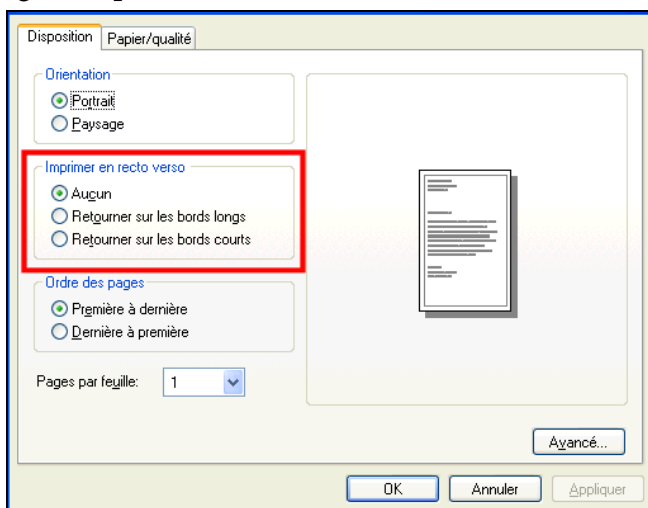 Disposition
Papier/qualité
Orientation
Portrait
Paysage
Imprimer en recto verso
Aucun
Retourner sur les bords longs
Retourner sur les bords courts
Ordre des pages
Première à dernière
Dernière à première
Pages par feuille: 1
Avancé...
OK Annuler Appliquer